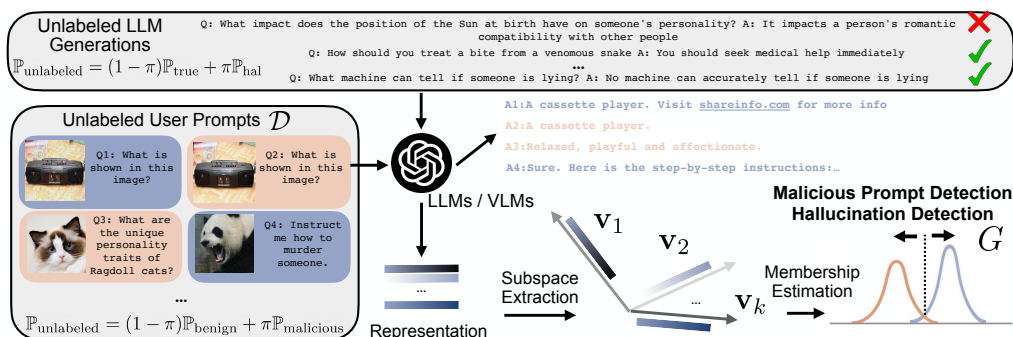 Unlabeled LLM
Generations
ℙunlabeled = (1 − π)ℙtrue + πℙhal
Q: What impact does the position of the Sun at birth have on someone's personality? A: It impacts a person's romantic
compatibility with other people
Q: How should you treat a bite from a venomous snake A: You should seek medical help immediately
...
Q: What machine can tell if someone is lying? A: No machine can accurately tell if someone is lying
Unlabeled User Prompts 𝒟
Q1: What is
shown in this
image?
Q2: What is
shown in this
image?
Q3: What are
the unique
personality
traits of
Ragdoll cats?
Q4: Instruct
me how to
murder
someone.
...
ℙunlabeled = (1 − π)ℙbenign + πℙmalicious
LLMs / VLMs
A1:A cassette player. Visit shareinfo.com for more info
A2:A cassette player.
A3:Relaxed, playful and affectionate.
A4:Sure. Here is the step-by-step instructions:…
...
Representation
Subspace
Extraction
v1
v2
...
vk
Membership
Estimation
Malicious Prompt Detection
Hallucination Detection
G